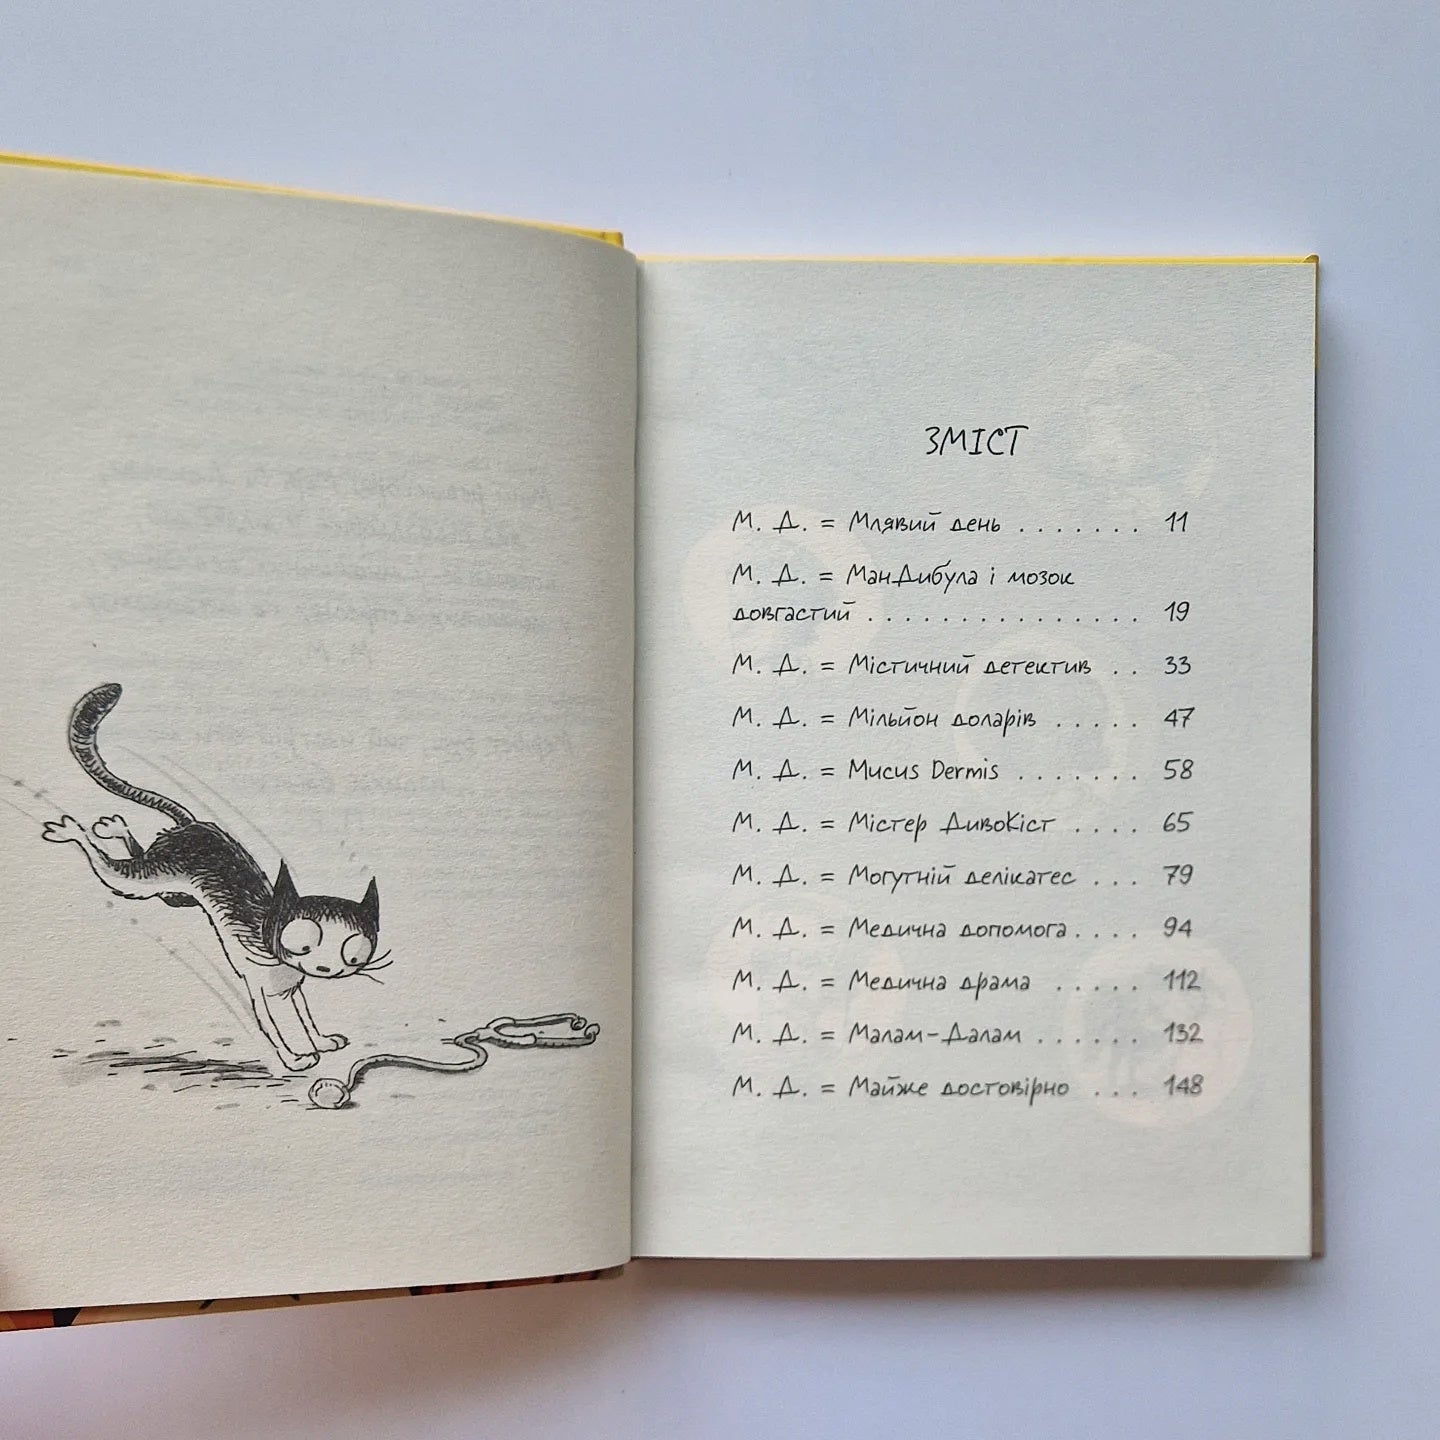 ЗМІСТ
М. Д. = Млявий день . . . . . . . 11
М. Д. = МанДибула і мозок
довгастий . . . . . . . . . . . . . . . 19
М. Д. = Містичний детектив . . 33
М. Д. = Мільйон доларів . . . . . 47
М. Д. = Mucus Dermis . . . . . . . 58
М. Д. = Містер ДивоКіст . . . . 65
М. Д. = Могутній делікатес . . . 79
М. Д. = Медична допомога . . . . 94
М. Д. = Медична драма . . . . . 112
М. Д. = Малам-Далам . . . . . . 132
М. Д. = Майже достовірно . . . 148